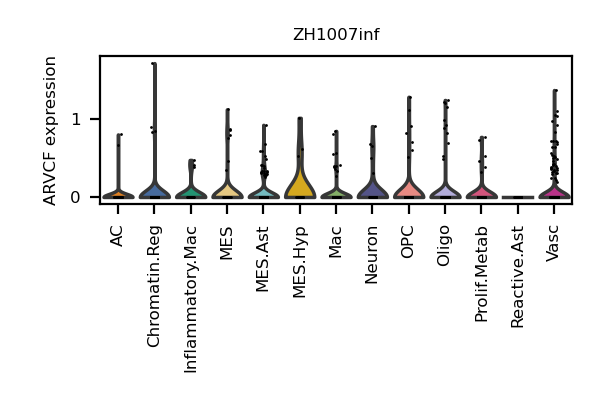 ZH1007inf
ARVCF expression
1
0
AC
Chromatin.Reg
Inflammatory.Mac
MES
MES.Ast
MES.Hyp
Mac
Neuron
OPC
Oligo
Prolif.Metab
Reactive.Ast
Vasc